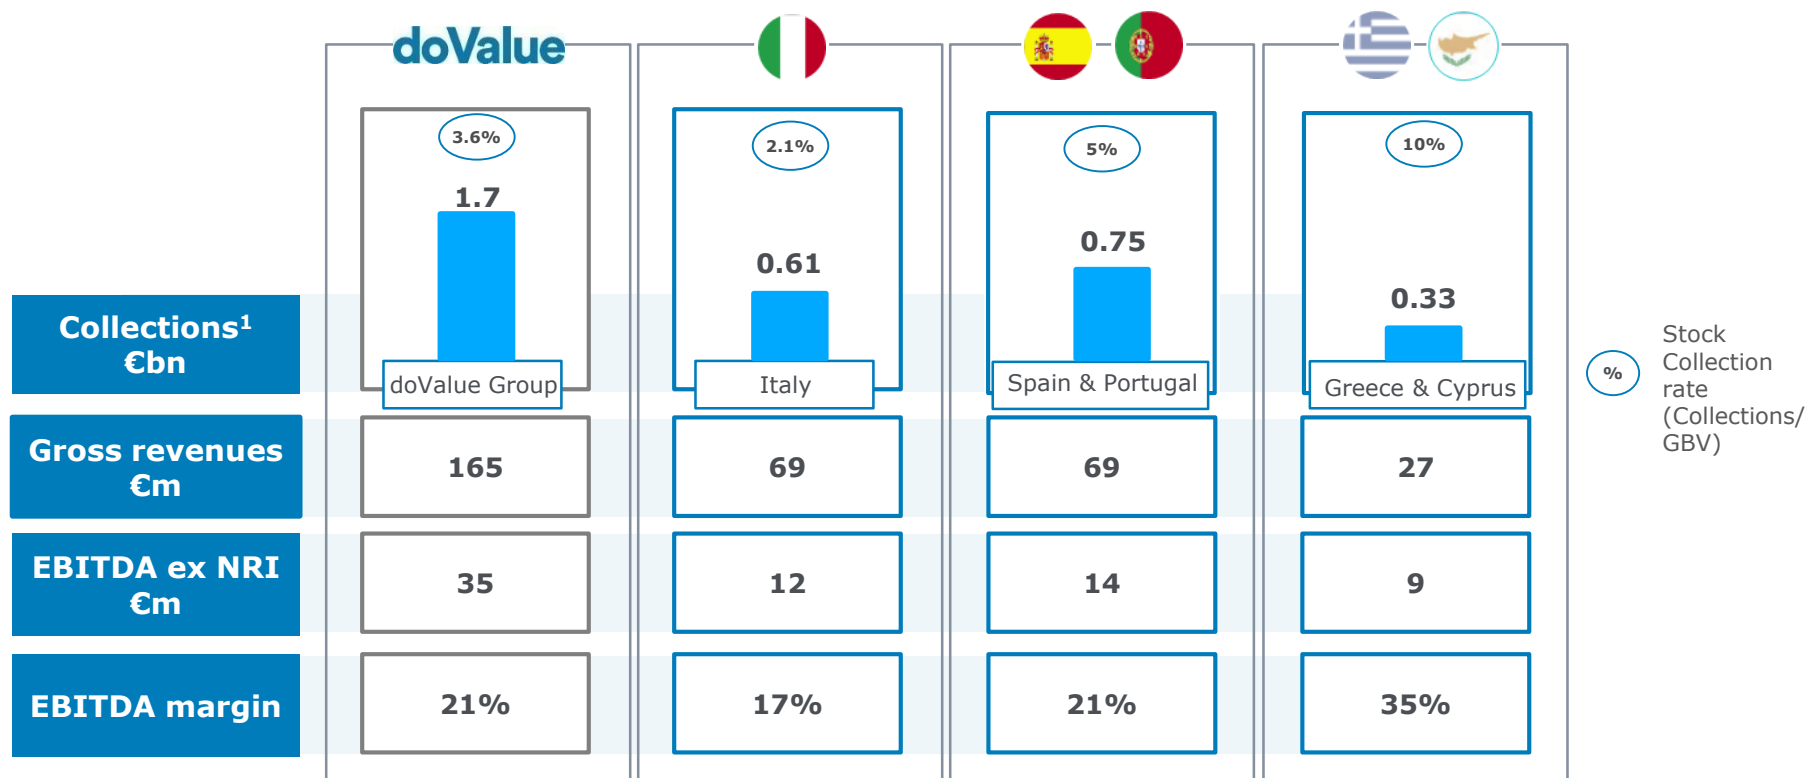 doValue
3.6%
2.1%
5%
10%
1.7
0.61
0.75
0.33
Collections¹
€bn
doValue Group
Italy
Spain & Portugal
Greece & Cyprus
%
Stock
Collection
rate
(Collections/
GBV)
Gross revenues
€m
165
69
69
27
EBITDA ex NRI
€m
35
12
14
9
EBITDA margin
21%
17%
21%
35%